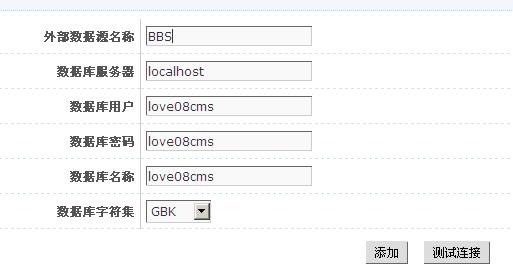 外部数据源名称 BBS
数据库服务器 localhost
数据库用户 love08cms
数据库密码 love08cms
数据库名称 love08cms
数据库字符集 GBK
添加 测试连接